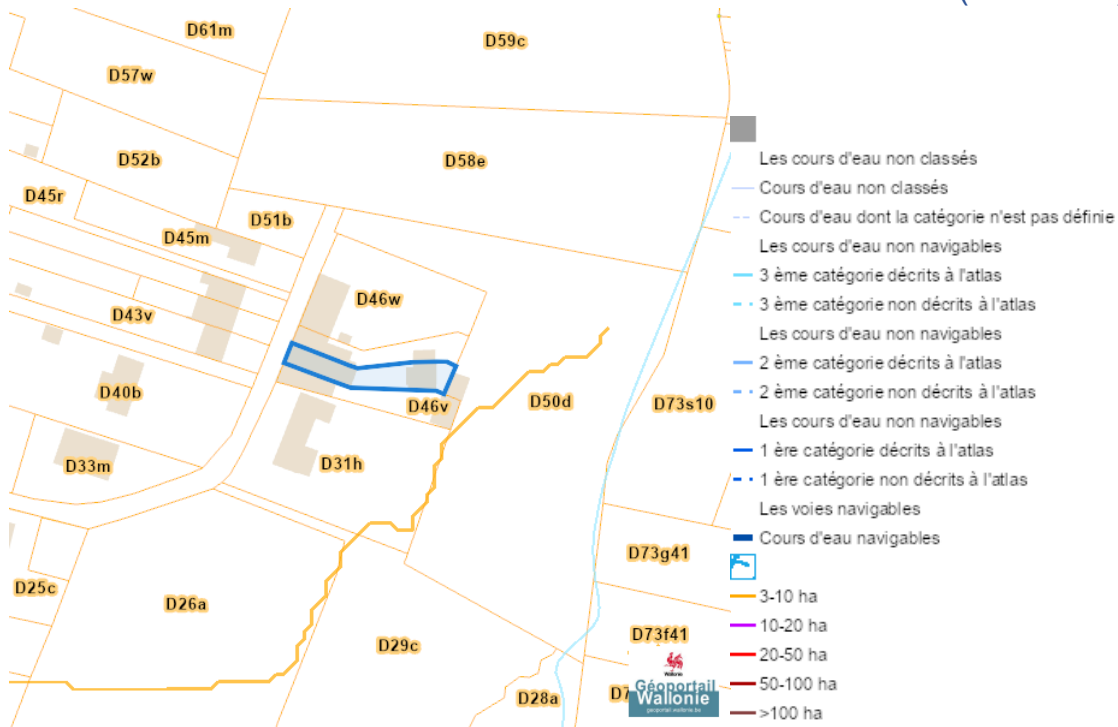 D61m
D59c
D57w
D52b
D58e
D45r
D51b
D45m
D46w
D43v
D40b
D46v
D50d
D73s10
D33m
D31h
D73g41
D25c
D26a
D73f41
D29c
D28a
D7
Wallonie
Géoportail
Wallonie
geoportail.wallonie.be
Les cours d'eau non classés
Cours d'eau non classés
Cours d'eau dont la catégorie n'est pas définie
Les cours d'eau non navigables
3 ème catégorie décrits à l'atlas
3 ème catégorie non décrits à l'atlas
Les cours d'eau non navigables
2 ème catégorie décrits à l'atlas
2 ème catégorie non décrits à l'atlas
Les cours d'eau non navigables
1 ère catégorie décrits à l'atlas
1 ère catégorie non décrits à l'atlas
Les voies navigables
Cours d'eau navigables
3-10 ha
10-20 ha
20-50 ha
50-100 ha
>100 ha